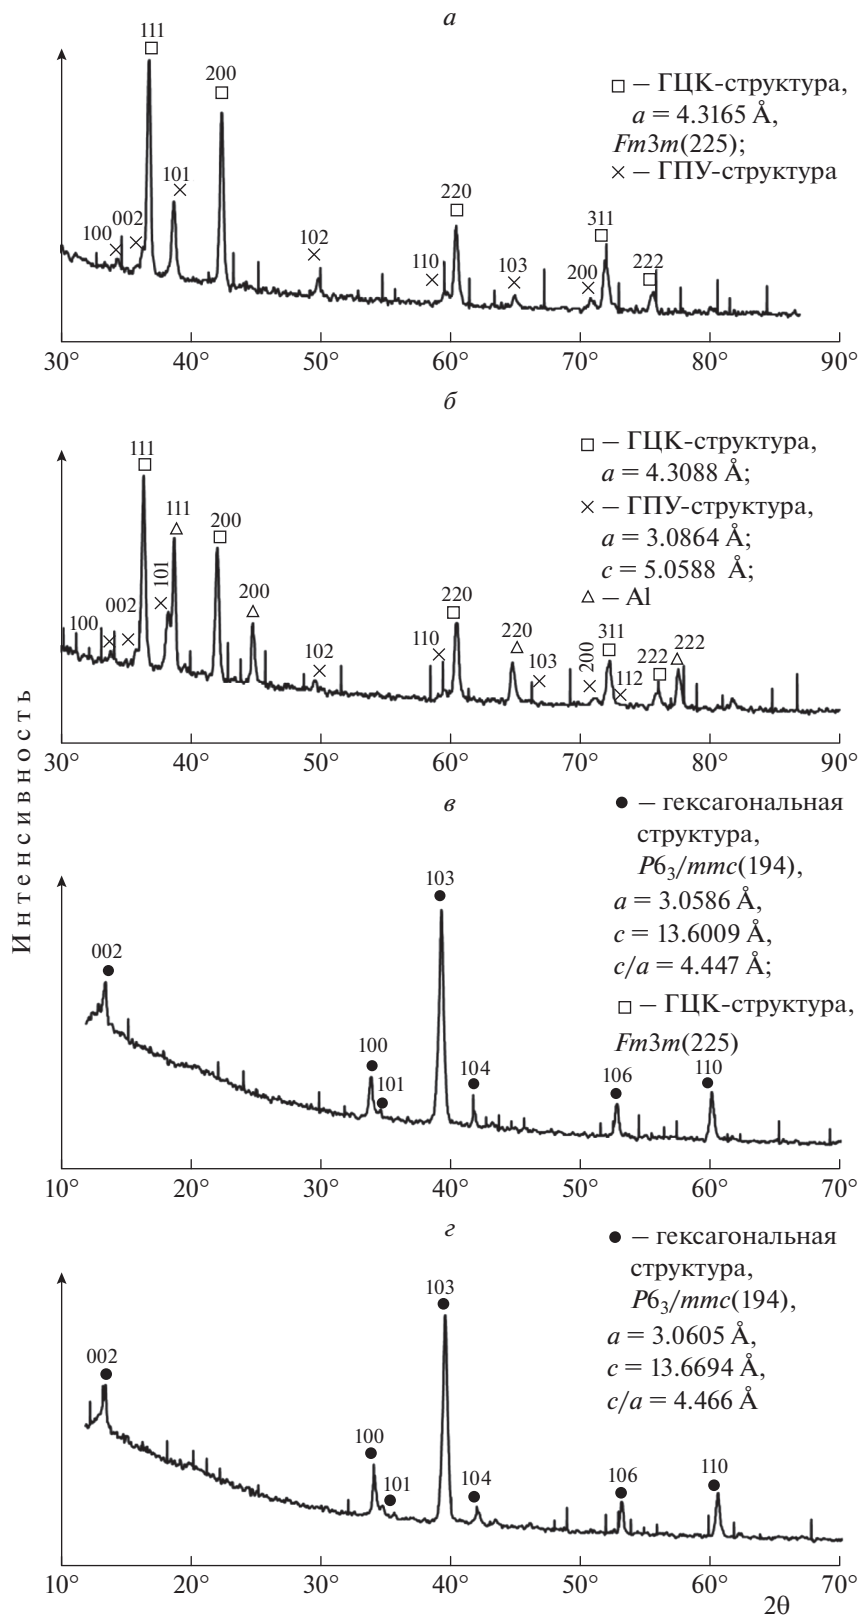 а
111
200
101
100
002
102
110
220
103
200
311
222
□ – ГЦК-структура,
a = 4.3165 Å,
Fm3m(225);
× – ГПУ-структура
30° 40° 50° 60° 70° 80° 90°
б
111
111
200
101
100
002
200
102
110
220
220
103
200
311
112
222
222
□ – ГЦК-структура,
a = 4.3088 Å;
× – ГПУ-структура,
a = 3.0864 Å;
c = 5.0588 Å;
△ – Al
30° 40° 50° 60° 70° 80° 90°
Интенсивность
в
002
100
101
103
104
106
110
● – гексагональная
структура,
P6₃/mmc(194),
a = 3.0586 Å,
c = 13.6009 Å,
c/a = 4.447 Å;
□ – ГЦК-структура,
Fm3m(225)
10° 20° 30° 40° 50° 60° 70°
г
002
100
101
103
104
106
110
● – гексагональная
структура,
P6₃/mmc(194),
a = 3.0605 Å,
c = 13.6694 Å,
c/a = 4.466 Å
10° 20° 30° 40° 50° 60° 70°
2θ